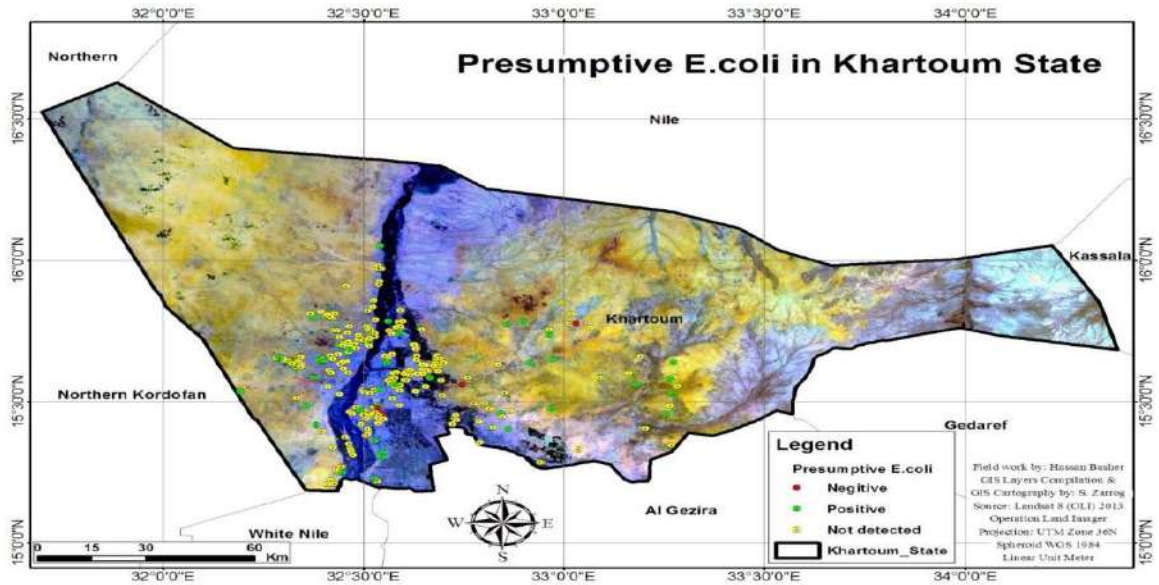 32°0'0"E 32°30'0"E 33°0'0"E 33°30'0"E 34°0'0"E
Northern
Presumptive E.coli in Khartoum State
16°30'0"N
16°30'0"N
Nile
16°0'0"N
16°0'0"N
Kassala
Khartoum
15°30'0"N
15°30'0"N
Northern Kordofan
Gedaref
Legend
Presumptive E.coli
Negitive
Positive
Not detected
Khartoum_State
Field work by: Hassan Basher
GIS Layers Compilation &
GIS Cartography by: S. Zarrog
Source: Landsat 8 (OLI) 2013
Operation Land Imager
Projection: UTM Zone 36N
Spheroid WGS 1984
Linear Unit Meter
Al Gezira
N
W E
S
White Nile
15°0'0"N
15°0'0"N
0 15 30 60
Km
32°0'0"E 32°30'0"E 33°0'0"E 33°30'0"E 34°0'0"E